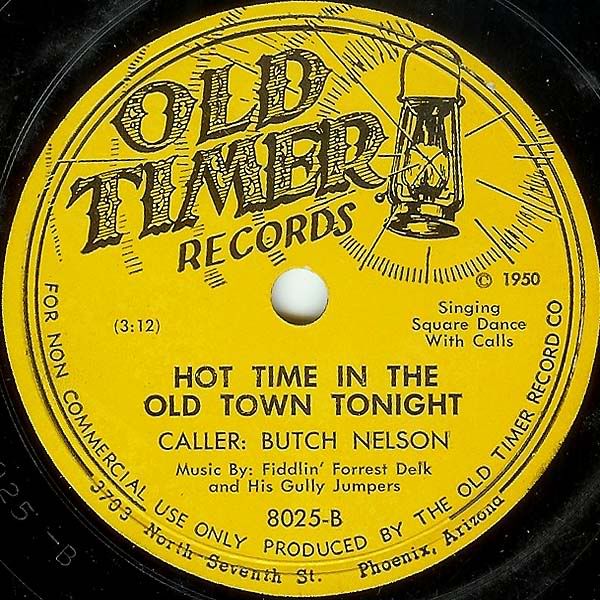 OLD
TIMER
RECORDS
© 1950
(3:12)
Singing
Square Dance
With Calls
HOT TIME IN THE
OLD TOWN TONIGHT
CALLER: BUTCH NELSON
Music By: Fiddlin' Forrest Delk
and His Gully Jumpers
8025-B
FOR NON COMMERCIAL USE ONLY PRODUCED BY THE OLD TIMER RECORD CO
3703 North Seventh St. Phoenix, Arizona
8025-B